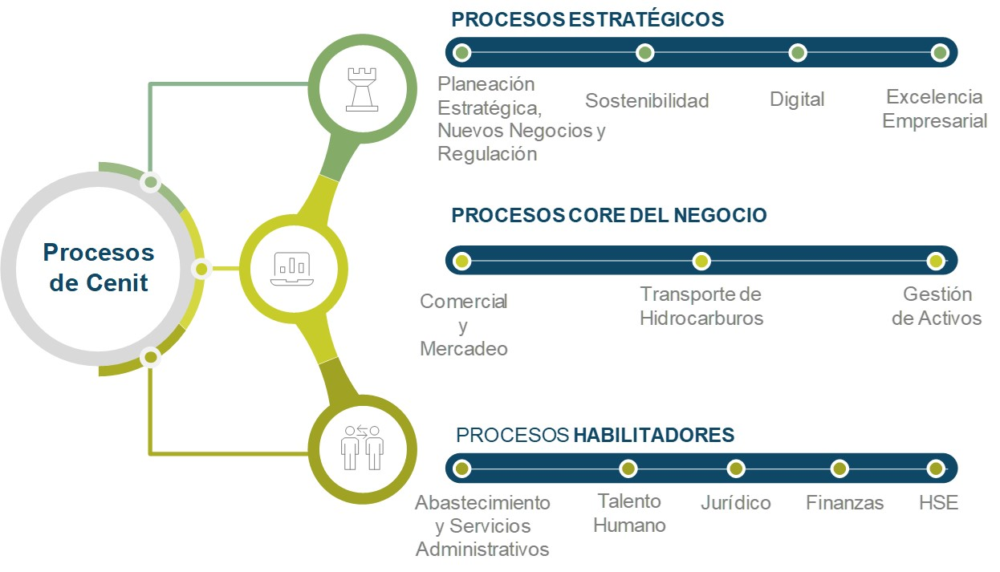 Procesos
de Cenit
PROCESOS ESTRATÉGICOS
Planeación
Estratégica,
Nuevos Negocios y
Regulación
Sostenibilidad
Digital
Excelencia
Empresarial
PROCESOS CORE DEL NEGOCIO
Comercial
y
Mercadeo
Transporte de
Hidrocarburos
Gestión
de Activos
PROCESOS HABILITADORES
Abastecimiento
y Servicios
Administrativos
Talento
Humano
Jurídico
Finanzas
HSE